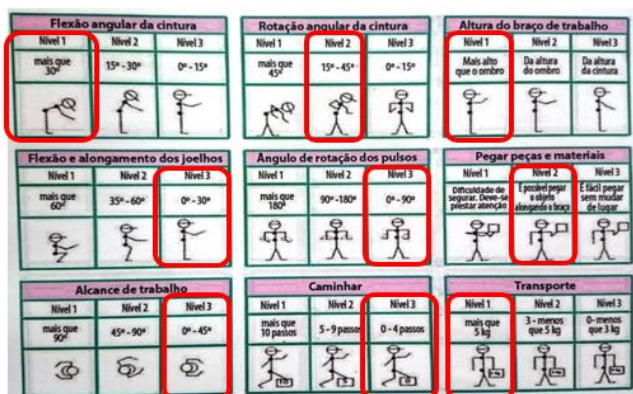 Flexão angular da cintura
Nível 1 Nível 2 Nível 3
mais que
30º 15º - 30º 0º - 15º
Rotação angular da cintura
Nível 1 Nível 2 Nível 3
mais que
45º 15º - 45º 0º - 15º
Altura do braço de trabalho
Nível 1 Nível 2 Nível 3
Mais alto Da altura Da altura
que o ombro do ombro da cintura
Flexão e alongamento dos joelhos
Nível 1 Nível 2 Nível 3
mais que
60º 35º - 60º 0º - 30º
Ângulo de rotação dos pulsos
Nível 1 Nível 2 Nível 3
mais que
180º 90º -180º 0º - 90º
Pegar peças e materiais
Nível 1 Nível 2 Nível 3
Dificuldade de É possível pegar É fácil pegar
segurar. Deve-se o objeto sem mudar
prestar atenção alongando o braço de lugar
Alcance de trabalho
Nível 1 Nível 2 Nível 3
mais que
90º 45º - 90º 0º - 45º
Caminhar
Nível 1 Nível 2 Nível 3
mais que
10 passos 5 - 9 passos 0 - 4 passos
10 5 0
Transporte
Nível 1 Nível 2 Nível 3
mais que 3 - menos 0- menos
5 kg que 5 kg que 3 kg